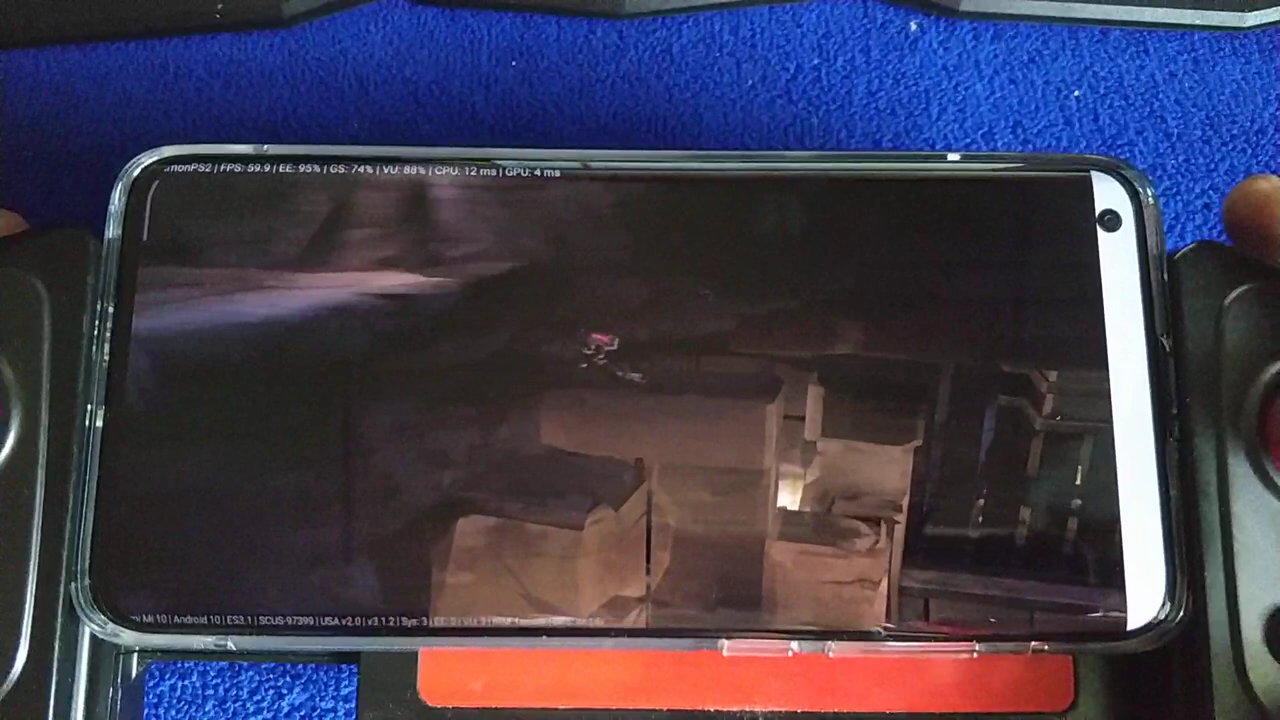 monPS2 | FPS: 59.9 | EE: 95% | GS: 74% | VU: 88% | CPU: 12 ms | GPU: 4 ms
Mi 10 | Android 10 | ES3.1 | SCUS-97399 | USA v2.0 | v3.1.2 | Sys: 3